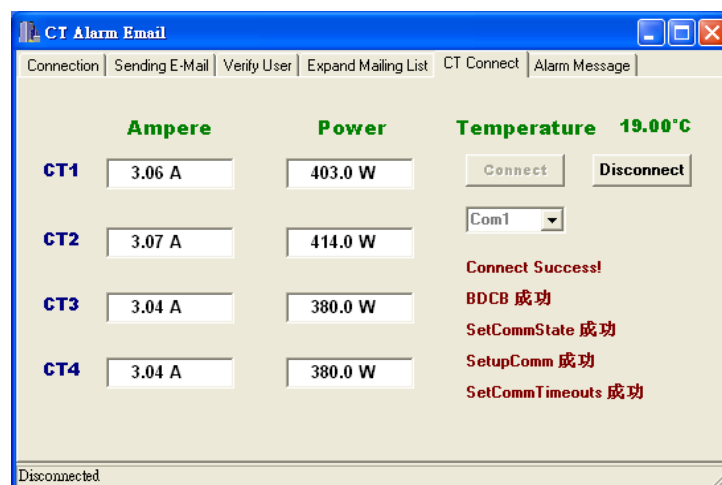 CT Alarm Email
Connection Sending E-Mail Verify User Expand Mailing List CT Connect Alarm Message
Ampere Power Temperature 19.00°C
CT1 3.06 A 403.0 W Connect Disconnect
Com1
CT2 3.07 A 414.0 W
Connect Success!
BDCB 成功
CT3 3.04 A 380.0 W
SetCommState 成功
SetupComm 成功
CT4 3.04 A 380.0 W
SetCommTimeouts 成功
Disconnected